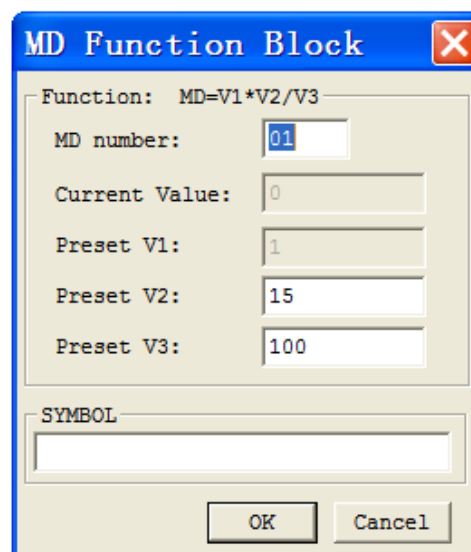 MD Function Block
Function: MD=V1*V2/V3
MD number: 01
Current Value: 0
Preset V1: 1
Preset V2: 15
Preset V3: 100
SYMBOL
OK Cancel